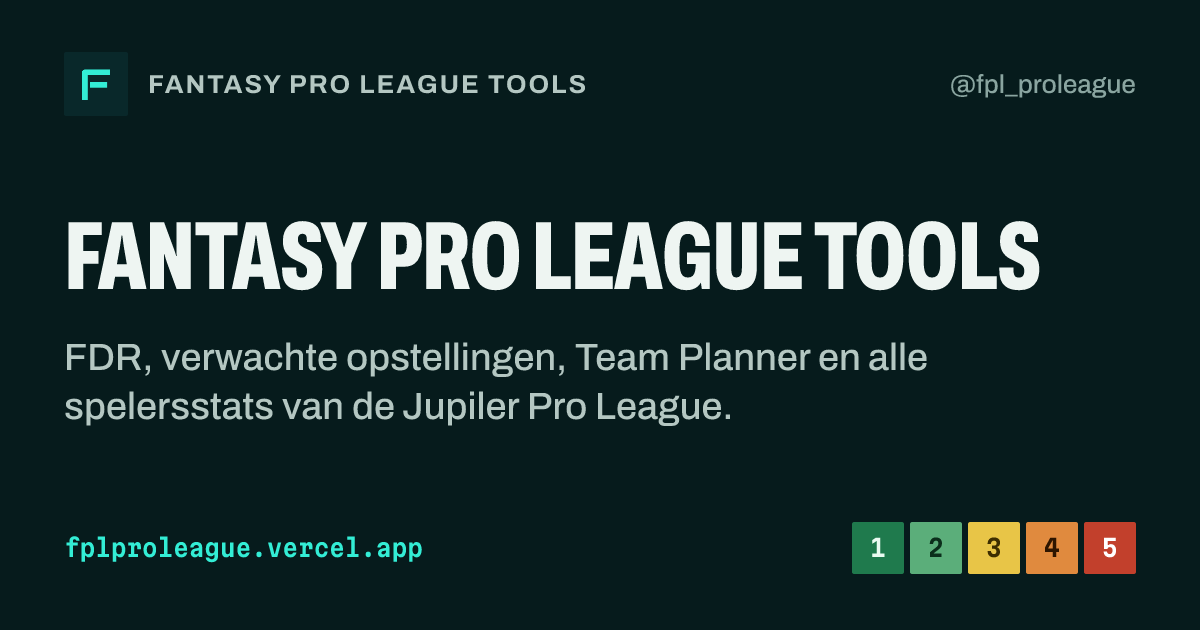 F
FANTASY PRO LEAGUE TOOLS
@fpl_proleague
FANTASY PRO LEAGUE TOOLS
FDR, verwachte opstellingen, Team Planner en alle
spelersstats van de Jupiler Pro League.
fplproleague.vercel.app
1 2 3 4 5